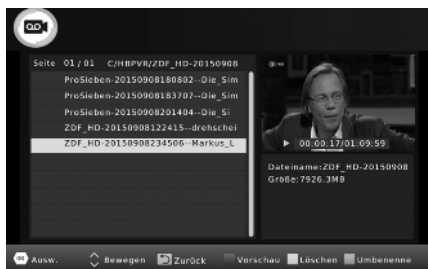 Seite 01/01 C/HBPVR/ZDF_HD-20150908
ProSieben-20150908180802--Die_Sim
ProSieben-20150908183707--Die_Sim
ProSieben-20150908201404--Die_Si
ZDF_HD-20150908122415--drehschei
ZDF_HD-20150908234506--Markus_L
00:00:17/01:09:59
Dateiname:ZDF_HD-20150908
Größe:7926.3MB
OK Ausw. Bewegen Zurück Vorschau Löschen Umbenenne